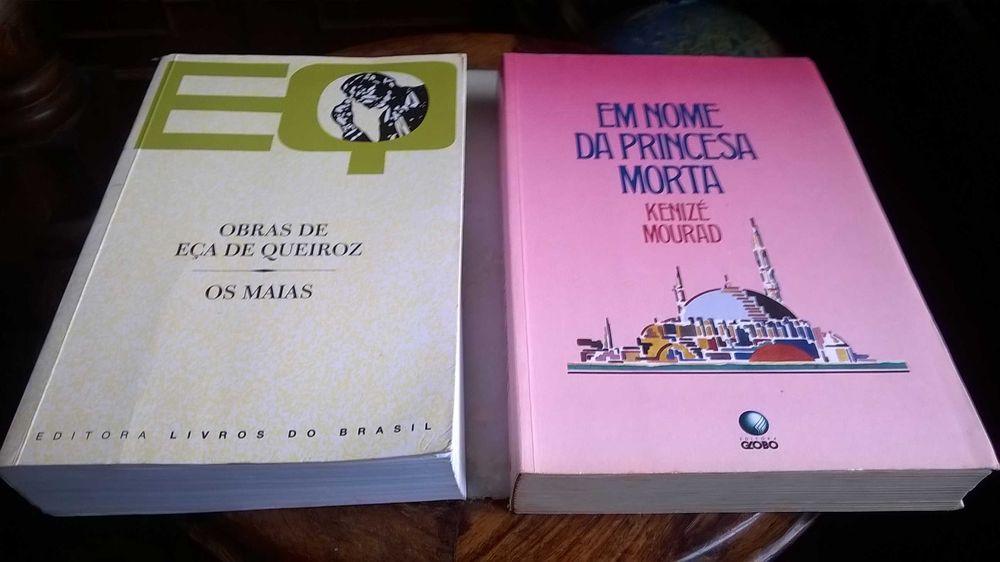 EQ
OBRAS DE
EÇA DE QUEIROZ
OS MAIAS
EDITORA LIVROS DO BRASIL
EM NOME
DA PRINCESA
MORTA
KENIZÉ
MOURAD
EDITORA
GLOBO